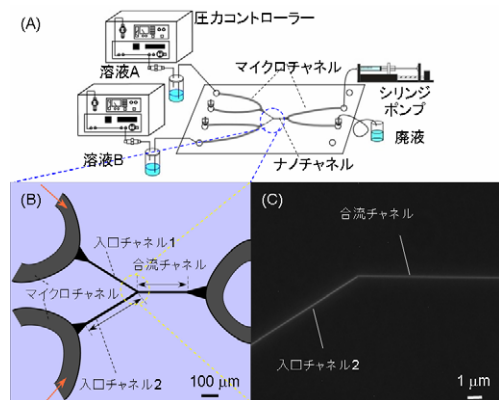 (A)
圧力コントローラー
溶液A
マイクロチャネル
シリンジ
ポンプ
溶液B
廃液
ナノチャネル
(B)
入口チャネル1
合流チャネル
マイクロチャネル
入口チャネル2
100 μm
(C)
合流チャネル
入口チャネル2
1 μm